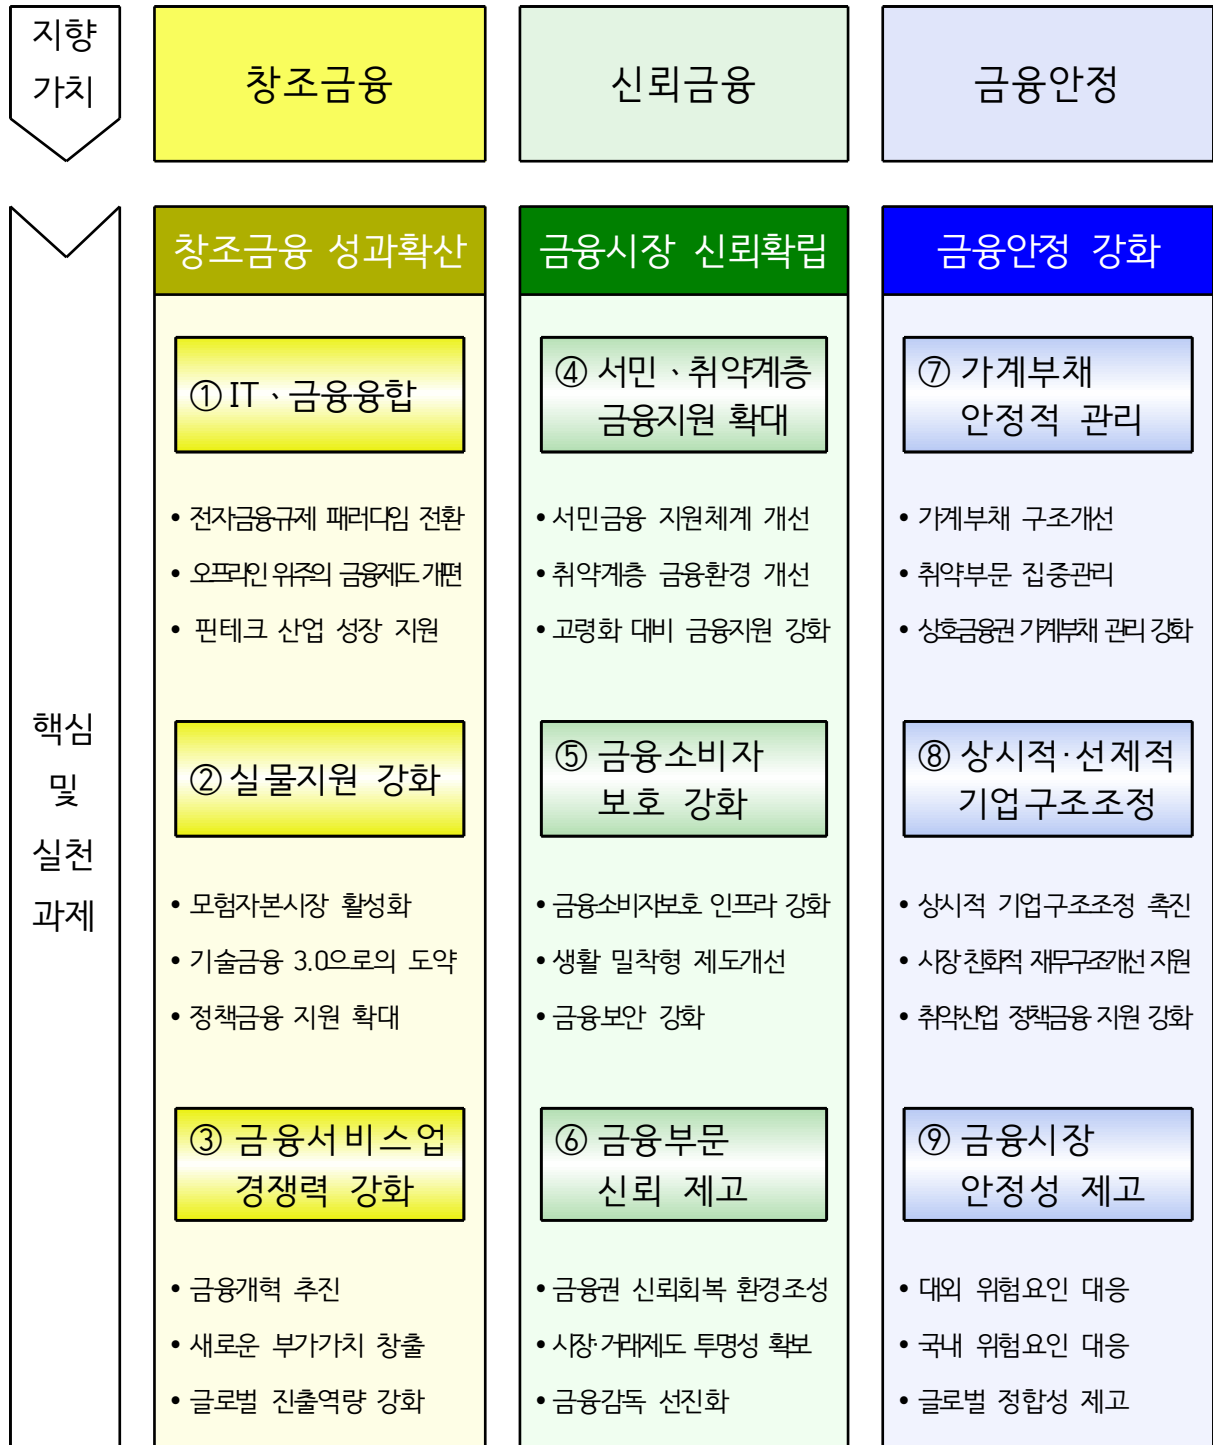 지향
가치
창조금융
신뢰금융
금융안정
핵심
및
실천
과제
창조금융 성과확산
① IT、금융융합
• 전자금융규제 패러다임 전환
• 오프라인 위주의 금융제도 개편
• 핀테크 산업 성장 지원
② 실물지원 강화
• 모험자본시장 활성화
• 기술금융 3.0으로의 도약
• 정책금융 지원 확대
③ 금융서비스업
경쟁력 강화
• 금융개혁 추진
• 새로운 부가가치 창출
• 글로벌 진출역량 강화
금융시장 신뢰확립
④ 서민、취약계층
금융지원 확대
• 서민금융 지원체계 개선
• 취약계층 금융환경 개선
• 고령화 대비 금융지원 강화
⑤ 금융소비자
보호 강화
• 금융소비자보호 인프라 강화
• 생활 밀착형 제도개선
• 금융보안 강화
⑥ 금융부문
신뢰 제고
• 금융권 신뢰회복 환경조성
• 시장·거래제도 투명성 확보
• 금융감독 선진화
금융안정 강화
⑦ 가계부채
안정적 관리
• 가계부채 구조개선
• 취약부문 집중관리
• 상호금융권 가계부채 관리 강화
⑧ 상시적·선제적
기업구조조정
• 상시적 기업구조조정 촉진
• 시장 친화적 재무구조개선 지원
• 취약산업 정책금융 지원 강화
⑨ 금융시장
안정성 제고
• 대외 위험요인 대응
• 국내 위험요인 대응
• 글로벌 정합성 제고